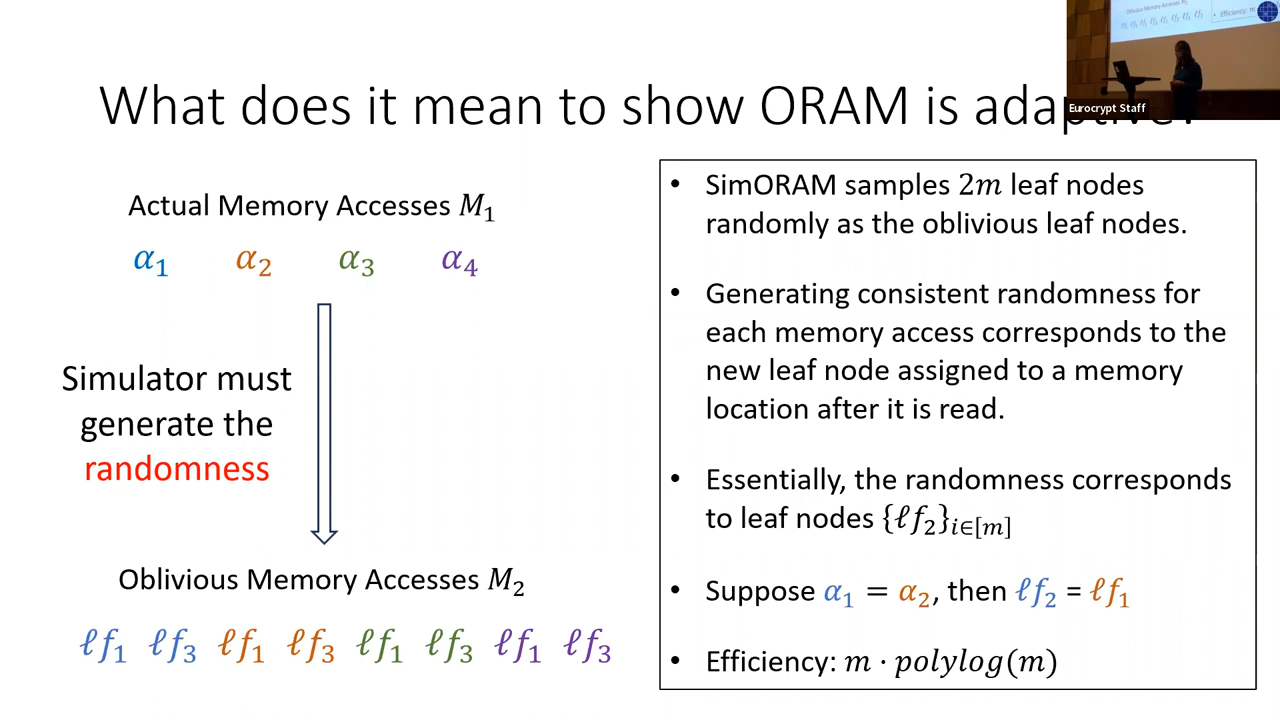 What does it mean to show ORAM is adaptive?
Eurocrypt Staff
Actual Memory Accesses M₁
α₁ α₂ α₃ α₄
Simulator must
generate the
randomness
Oblivious Memory Accesses M₂
ℓf₁ ℓf₃ ℓf₁ ℓf₃ ℓf₁ ℓf₃ ℓf₁ ℓf₃
• SimORAM samples 2m leaf nodes
randomly as the oblivious leaf nodes.
• Generating consistent randomness for
each memory access corresponds to the
new leaf node assigned to a memory
location after it is read.
• Essentially, the randomness corresponds
to leaf nodes {ℓf₂}i∈[m]
• Suppose α₁ = α₂, then ℓf₂ = ℓf₁
• Efficiency: m · polylog(m)